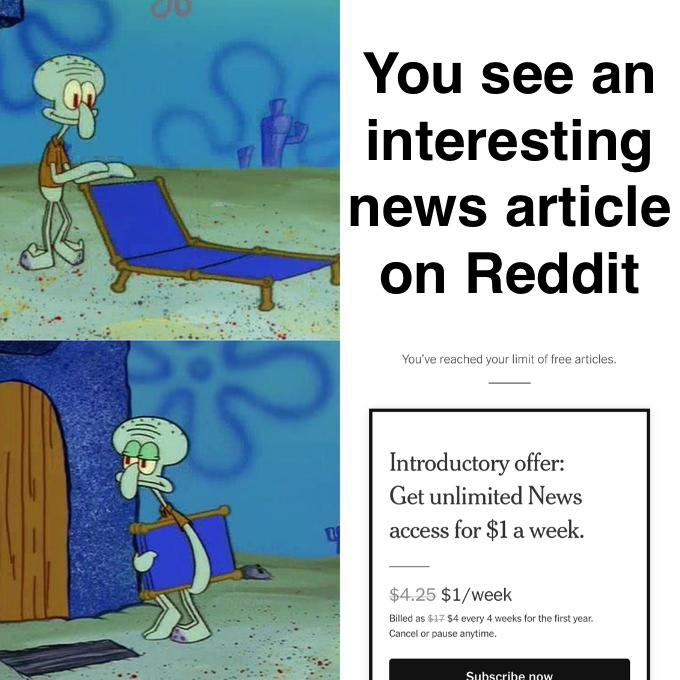 You see an
interesting
news article
on Reddit
You've reached your limit of free articles.
Introductory offer:
Get unlimited News
access for $1 a week.
$4.25 $1/week
Billed as $17 $4 every 4 weeks for the first year.
Cancel or pause anytime.
Subscribe now